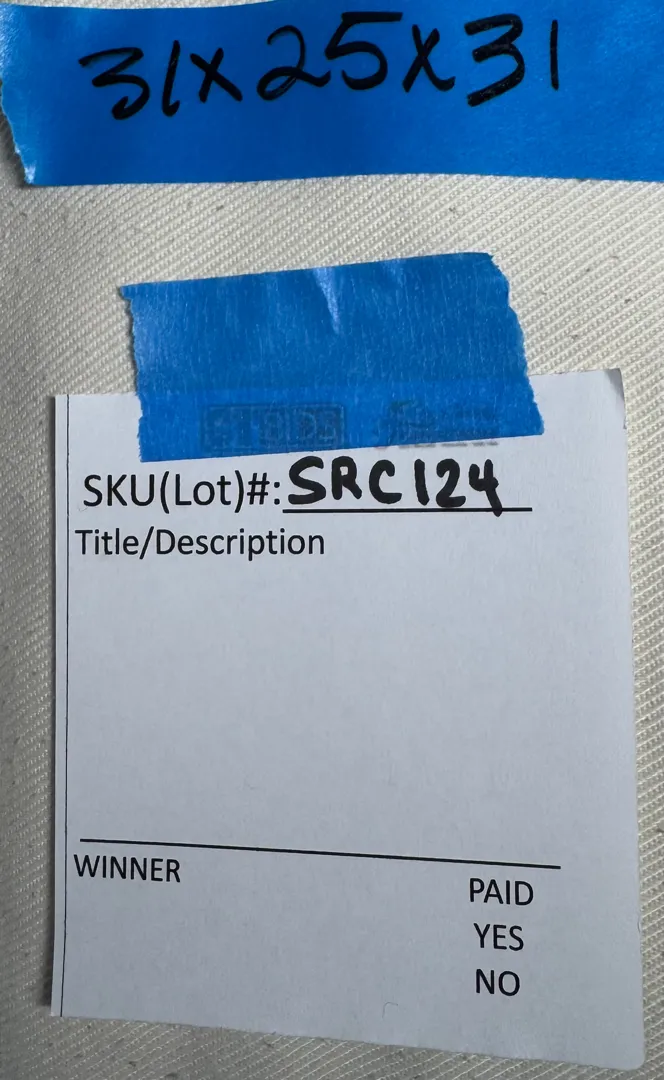 31x25x31
SKU(Lot)#: SRC124
Title/Description
WINNER
PAID
YES
NO